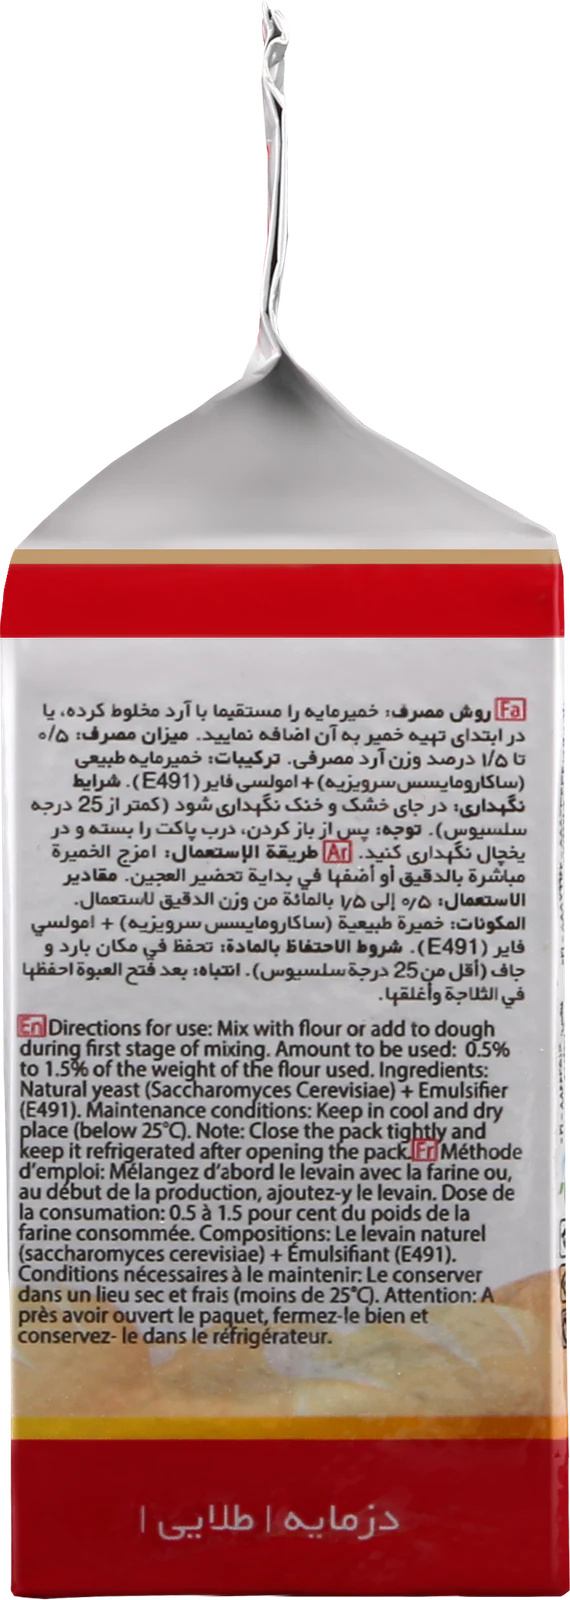 Fa روش مصرف: خمیرمایه را مستقیما با آرد مخلوط کرده، یا
در ابتدای تهیه خمیر به آن اضافه نمایید. میزان مصرف: ۰/۵
تا ۱/۵ درصد وزن آرد مصرفی. ترکیبات: خمیرمایه طبیعی
(ساکارومایسس سرویزیه) + امولسی فایر (E491). شرایط
نگهداری: در جای خشک و خنک نگهداری شود (کمتر از 25 درجه
سلسیوس). توجه: پس از باز کردن، درب پاکت را بسته و در
یخچال نگهداری کنید. Ar طريقة الإستعمال: امزج الخميرة
مباشرة بالدقيق أو أضفها في بداية تحضير العجين. مقادير
الاستعمال: ۰/۵ إلى ۱/۵ بالمائة من وزن الدقيق لاستعمال.
المكونات: خميرة طبيعية (ساكارومايسس سرويزيه) + امولسي
فاير (E491). شروط الاحتفاظ بالمادة: تحفظ في مكان بارد و
جاف (أقل من 25 درجة سلسيوس). انتباه: بعد فتح العبوة احفظها
في الثلاجة وأغلقها.
En Directions for use: Mix with flour or add to dough
during first stage of mixing. Amount to be used: 0.5%
to 1.5% of the weight of the flour used. Ingredients:
Natural yeast (Saccharomyces Cerevisiae) + Emulsifier
(E491). Maintenance conditions: Keep in cool and dry
place (below 25°C). Note: Close the pack tightly and
keep it refrigerated after opening the pack. Fr Méthode
d'emploi: Mélangez d'abord le levain avec la farine ou,
au début de la production, ajoutez-y le levain. Dose de
la consumation: 0.5 à 1.5 pour cent du poids de la
farine consommée. Compositions: Le levain naturel
(saccharomyces cerevisiae) + Émulsifiant (E491).
Conditions nécessaires à le maintenir: Le conserver
dans un lieu sec et frais (moins de 25°C). Attention: A
près avoir ouvert le paquet, fermez-le bien et
conservez- le dans le réfrigérateur.
دزمایه | طلایی |